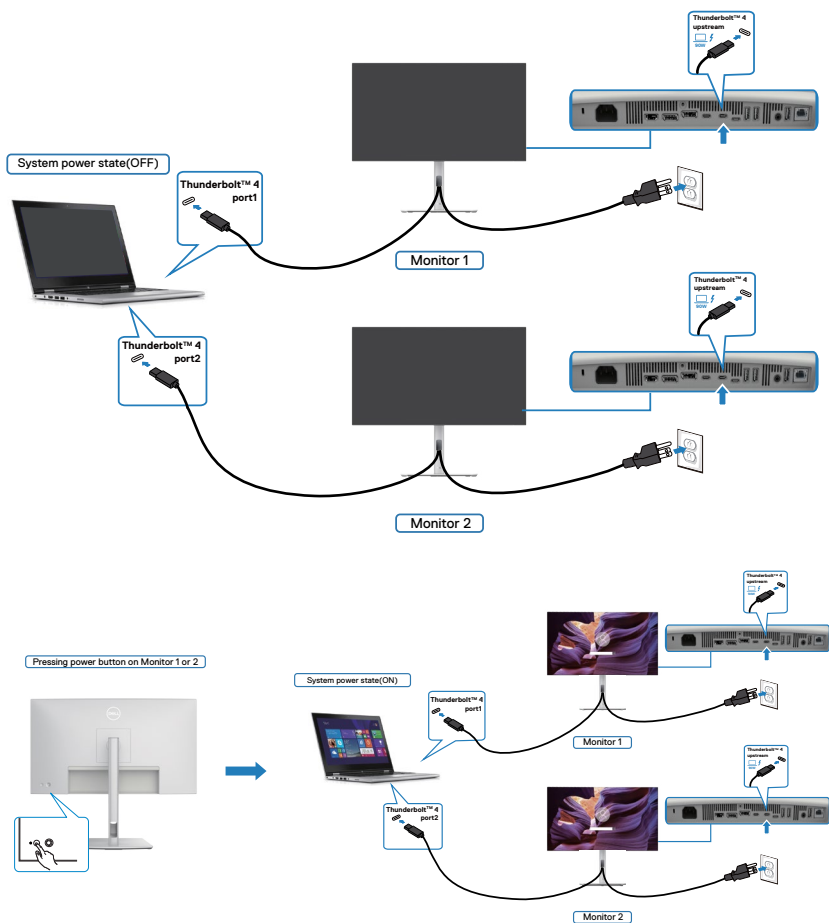 Thunderbolt™ 4
upstream
90W
System power state(OFF)
Thunderbolt™ 4
port1
Monitor 1
Thunderbolt™ 4
upstream
90W
Thunderbolt™ 4
port2
Monitor 2
Thunderbolt™ 4
upstream
Pressing power button on Monitor 1 or 2
DELL
System power state(ON)
Thunderbolt™ 4
port1
Monitor 1
Thunderbolt™ 4
upstream
Thunderbolt™ 4
port2
Monitor 2